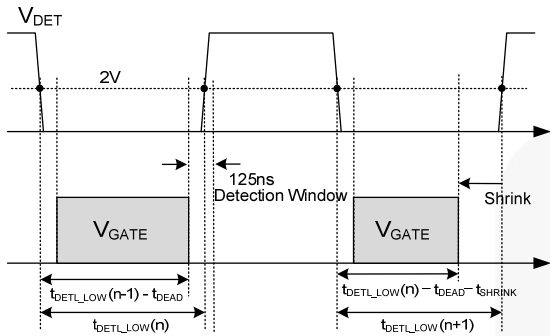 VDET
2V
125ns
Detection Window
Shrink
VGATE
VGATE
tDETL_LOW(n-1) - tDEAD
tDETL_LOW(n) – tDEAD – tSHRINK
tDETL_LOW(n)
tDETL_LOW(n+1)